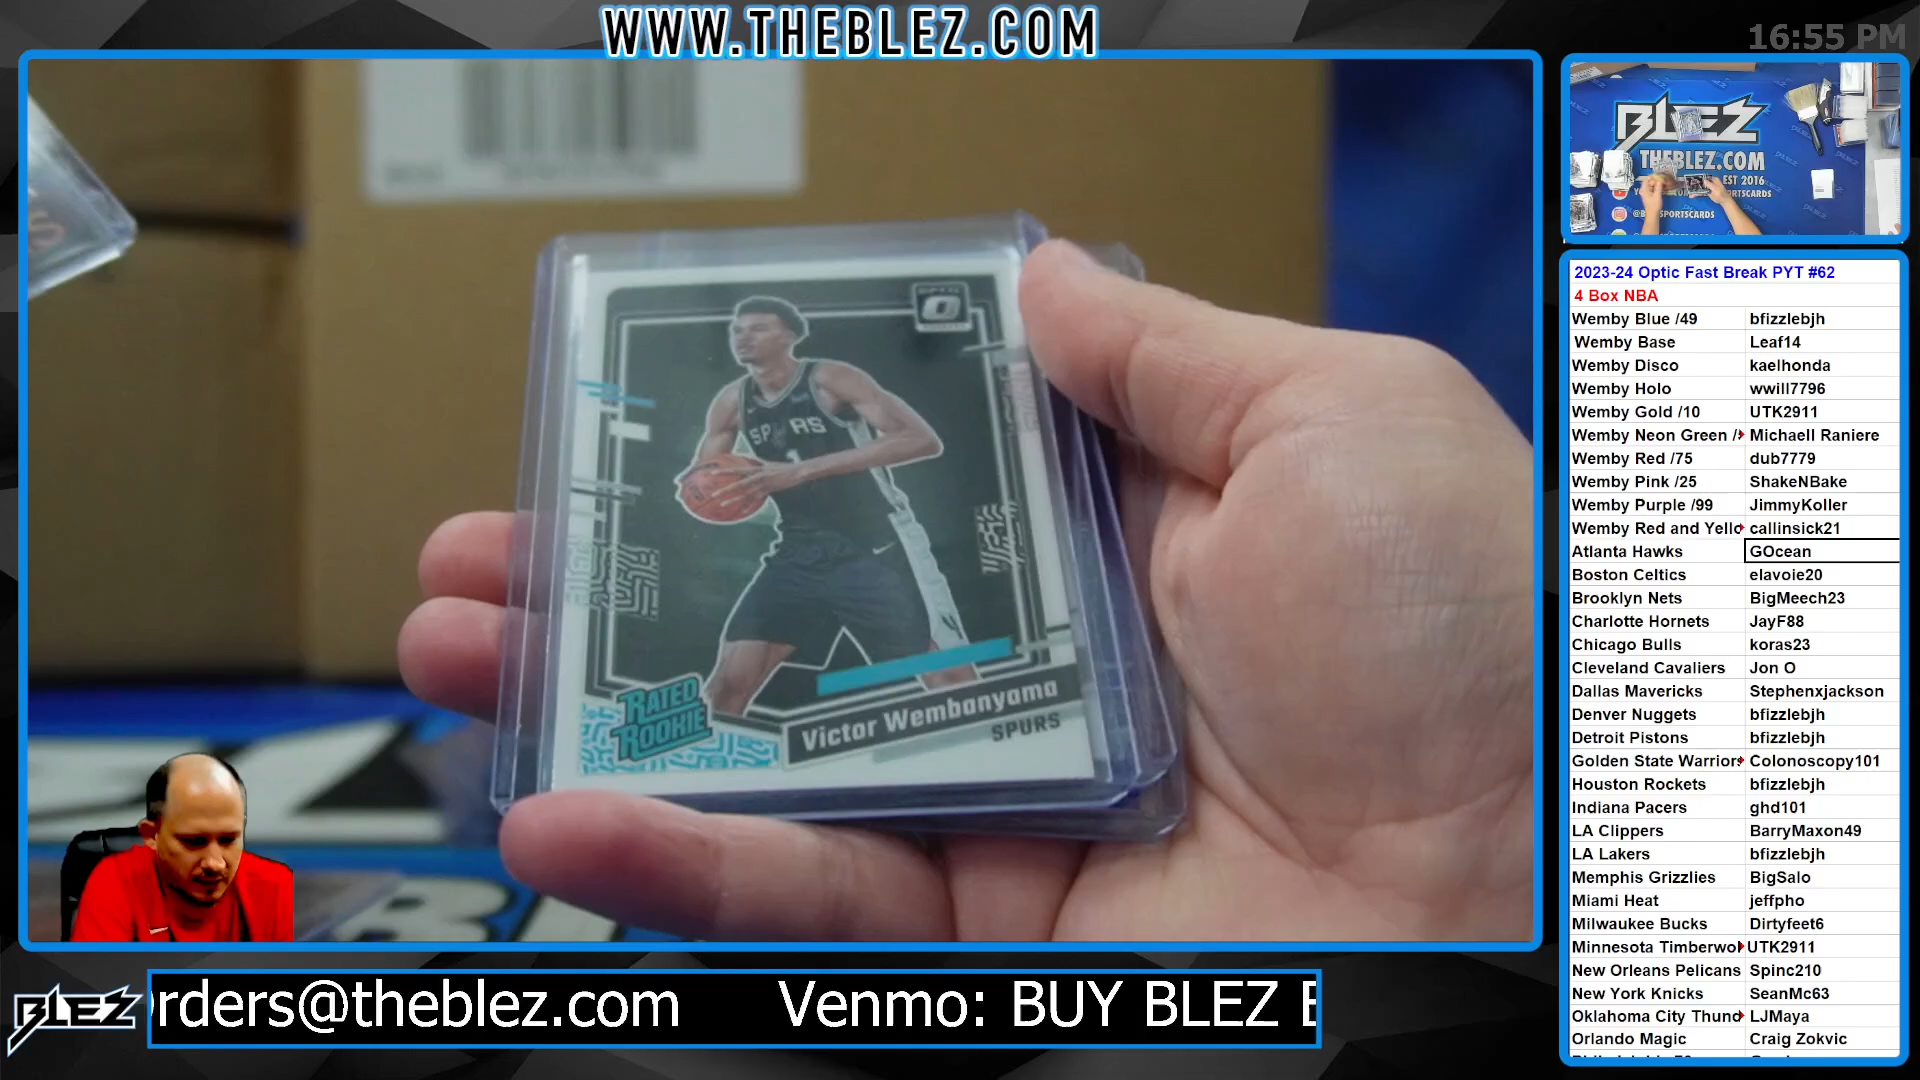 WWW.THEBLEZ.COM
16:55 PM
BLEZ
THEBLEZ.COM
EST 2016
OPTIC
SPURS
1
RATED
ROOKIE
Victor Wembanyama
SPURS
2023-24 Optic Fast Break PYT #62
4 Box NBA
Wemby Blue /49 bfizzlebjh
Wemby Base Leaf14
Wemby Disco kaelhonda
Wemby Holo wwill7796
Wemby Gold /10 UTK2911
Wemby Neon Green / Michaell Raniere
Wemby Red /75 dub7779
Wemby Pink /25 ShakeNBake
Wemby Purple /99 JimmyKoller
Wemby Red and Yello callinsick21
Atlanta Hawks GOcean
Boston Celtics elavoie20
Brooklyn Nets BigMeech23
Charlotte Hornets JayF88
Chicago Bulls koras23
Cleveland Cavaliers Jon O
Dallas Mavericks Stephenxjackson
Denver Nuggets bfizzlebjh
Detroit Pistons bfizzlebjh
Golden State Warriors Colonoscopy101
Houston Rockets bfizzlebjh
Indiana Pacers ghd101
LA Clippers BarryMaxon49
LA Lakers bfizzlebjh
Memphis Grizzlies BigSalo
Miami Heat jeffpho
Milwaukee Bucks Dirtyfeet6
Minnesota Timberwol UTK2911
New Orleans Pelicans Spinc210
New York Knicks SeanMc63
Oklahoma City Thund LJMaya
Orlando Magic Craig Zokvic
BLEZ
orders@theblez.com Venmo: BUY BLEZ